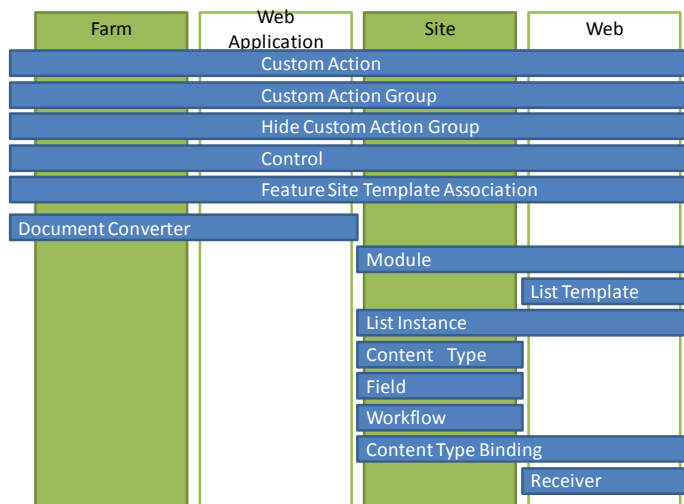 Farm
Web
Application
Site
Web
Custom Action
Custom Action Group
Hide Custom Action Group
Control
Feature Site Template Association
Document Converter
Module
List Template
List Instance
Content Type
Field
Workflow
Content Type Binding
Receiver